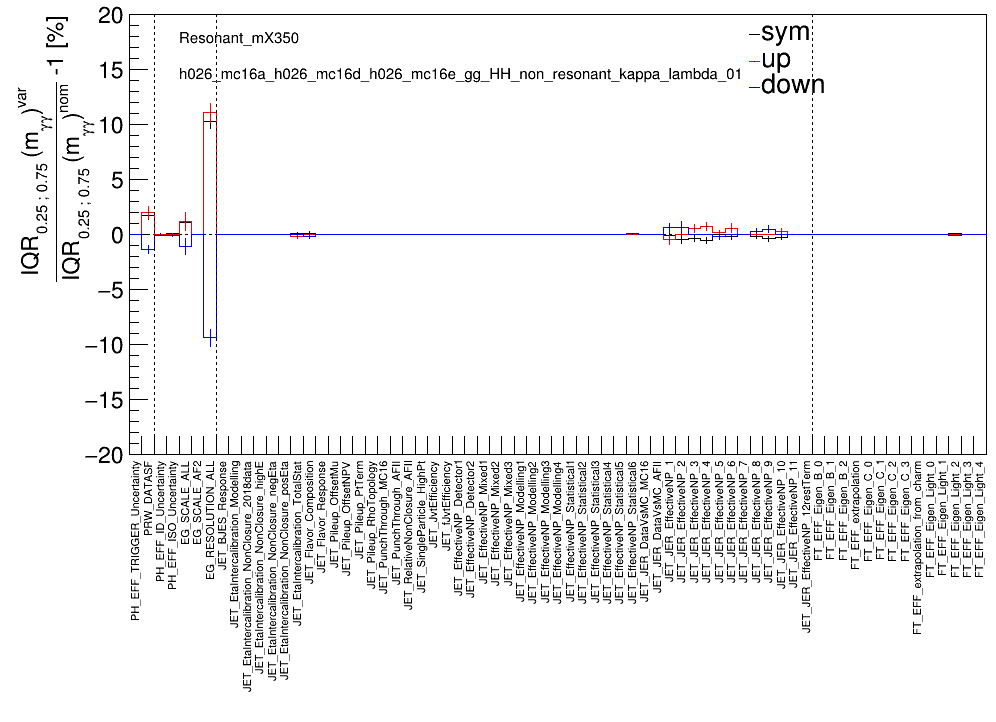 20
15
10
5
0
−5
−10
−15
−20
IQR0.25 ; 0.75 (mγγ)var
IQR0.25 ; 0.75 (mγγ)nom -1 [%]
Resonant_mX350
h026_mc16a_h026_mc16d_h026_mc16e_gg_HH_non_resonant_kappa_lambda_01
sym
up
down
PH_EFF_TRIGGER_Uncertainty
PRW_DATASF
PH_EFF_ID_Uncertainty
PH_EFF_ISO_Uncertainty
EG_SCALE_ALL
EG_SCALE_AF2
EG_RESOLUTION_ALL
JET_BJES_Response
JET_EtaIntercalibration_Modelling
JET_EtaIntercalibration_NonClosure_2018data
JET_EtaIntercalibration_NonClosure_highE
JET_EtaIntercalibration_NonClosure_negEta
JET_EtaIntercalibration_NonClosure_posEta
JET_EtaIntercalibration_TotalStat
JET_Flavor_Composition
JET_Flavor_Response
JET_Pileup_OffsetMu
JET_Pileup_OffsetNPV
JET_Pileup_PtTerm
JET_Pileup_RhoTopology
JET_PunchThrough_MC16
JET_PunchThrough_AFII
JET_RelativeNonClosure_AFII
JET_SingleParticle_HighPt
JET_JvtEfficiency
JET_fJvtEfficiency
JET_EffectiveNP_Detector1
JET_EffectiveNP_Detector2
JET_EffectiveNP_Mixed1
JET_EffectiveNP_Mixed2
JET_EffectiveNP_Mixed3
JET_EffectiveNP_Modelling1
JET_EffectiveNP_Modelling2
JET_EffectiveNP_Modelling3
JET_EffectiveNP_Modelling4
JET_EffectiveNP_Statistical1
JET_EffectiveNP_Statistical2
JET_EffectiveNP_Statistical3
JET_EffectiveNP_Statistical4
JET_EffectiveNP_Statistical5
JET_EffectiveNP_Statistical6
JET_JER_DataVsMC_MC16
JET_JER_DataVsMC_AFII
JET_JER_EffectiveNP_1
JET_JER_EffectiveNP_2
JET_JER_EffectiveNP_3
JET_JER_EffectiveNP_4
JET_JER_EffectiveNP_5
JET_JER_EffectiveNP_6
JET_JER_EffectiveNP_7
JET_JER_EffectiveNP_8
JET_JER_EffectiveNP_9
JET_JER_EffectiveNP_10
JET_JER_EffectiveNP_11
JET_JER_EffectiveNP_12restTerm
FT_EFF_Eigen_B_0
FT_EFF_Eigen_B_1
FT_EFF_Eigen_B_2
FT_EFF_extrapolation
FT_EFF_Eigen_C_0
FT_EFF_Eigen_C_1
FT_EFF_Eigen_C_2
FT_EFF_Eigen_C_3
FT_EFF_extrapolation_from_charm
FT_EFF_Eigen_Light_0
FT_EFF_Eigen_Light_1
FT_EFF_Eigen_Light_2
FT_EFF_Eigen_Light_3
FT_EFF_Eigen_Light_4